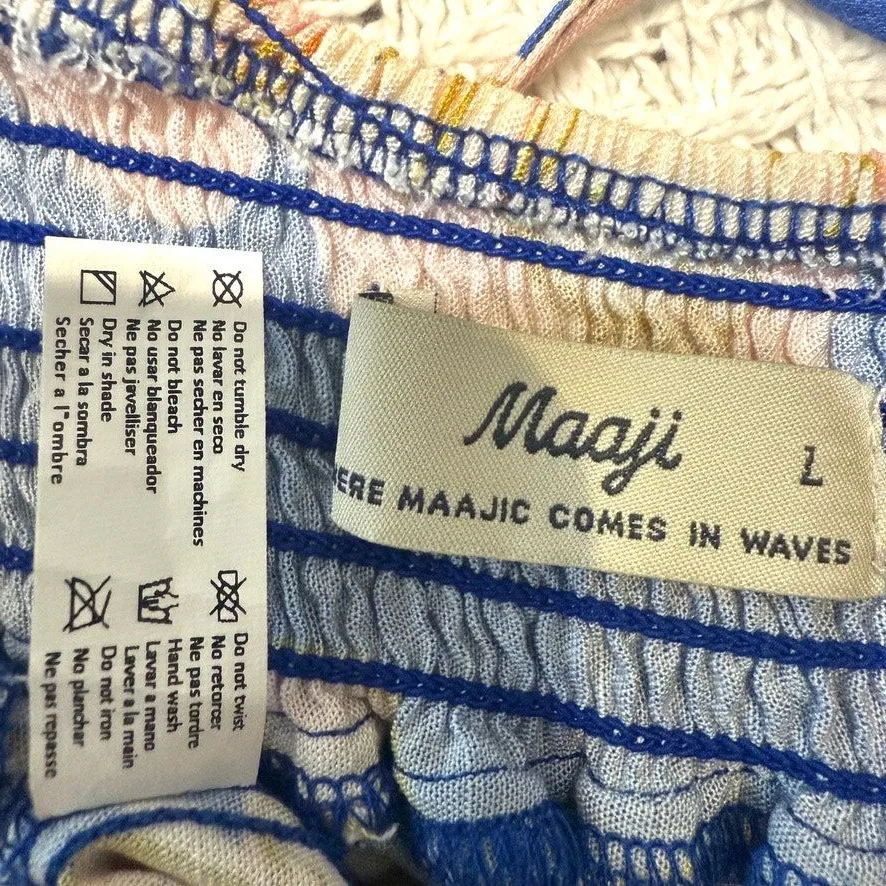 Maaji
L
MAAJIC COMES IN WAVES
Do not tumble dry
No lavar en seco
Ne pas secher en machines
Do not bleach
No usar blanqueador
Ne pas javelliser
Dry in shade
Secar a la sombra
Secher a l"ombre
Do not twist
No retorcer
Ne pas tordre
Hand wash
Lavar a mano
Laver a la main
Do not iron
No planchar
Ne pas repasse